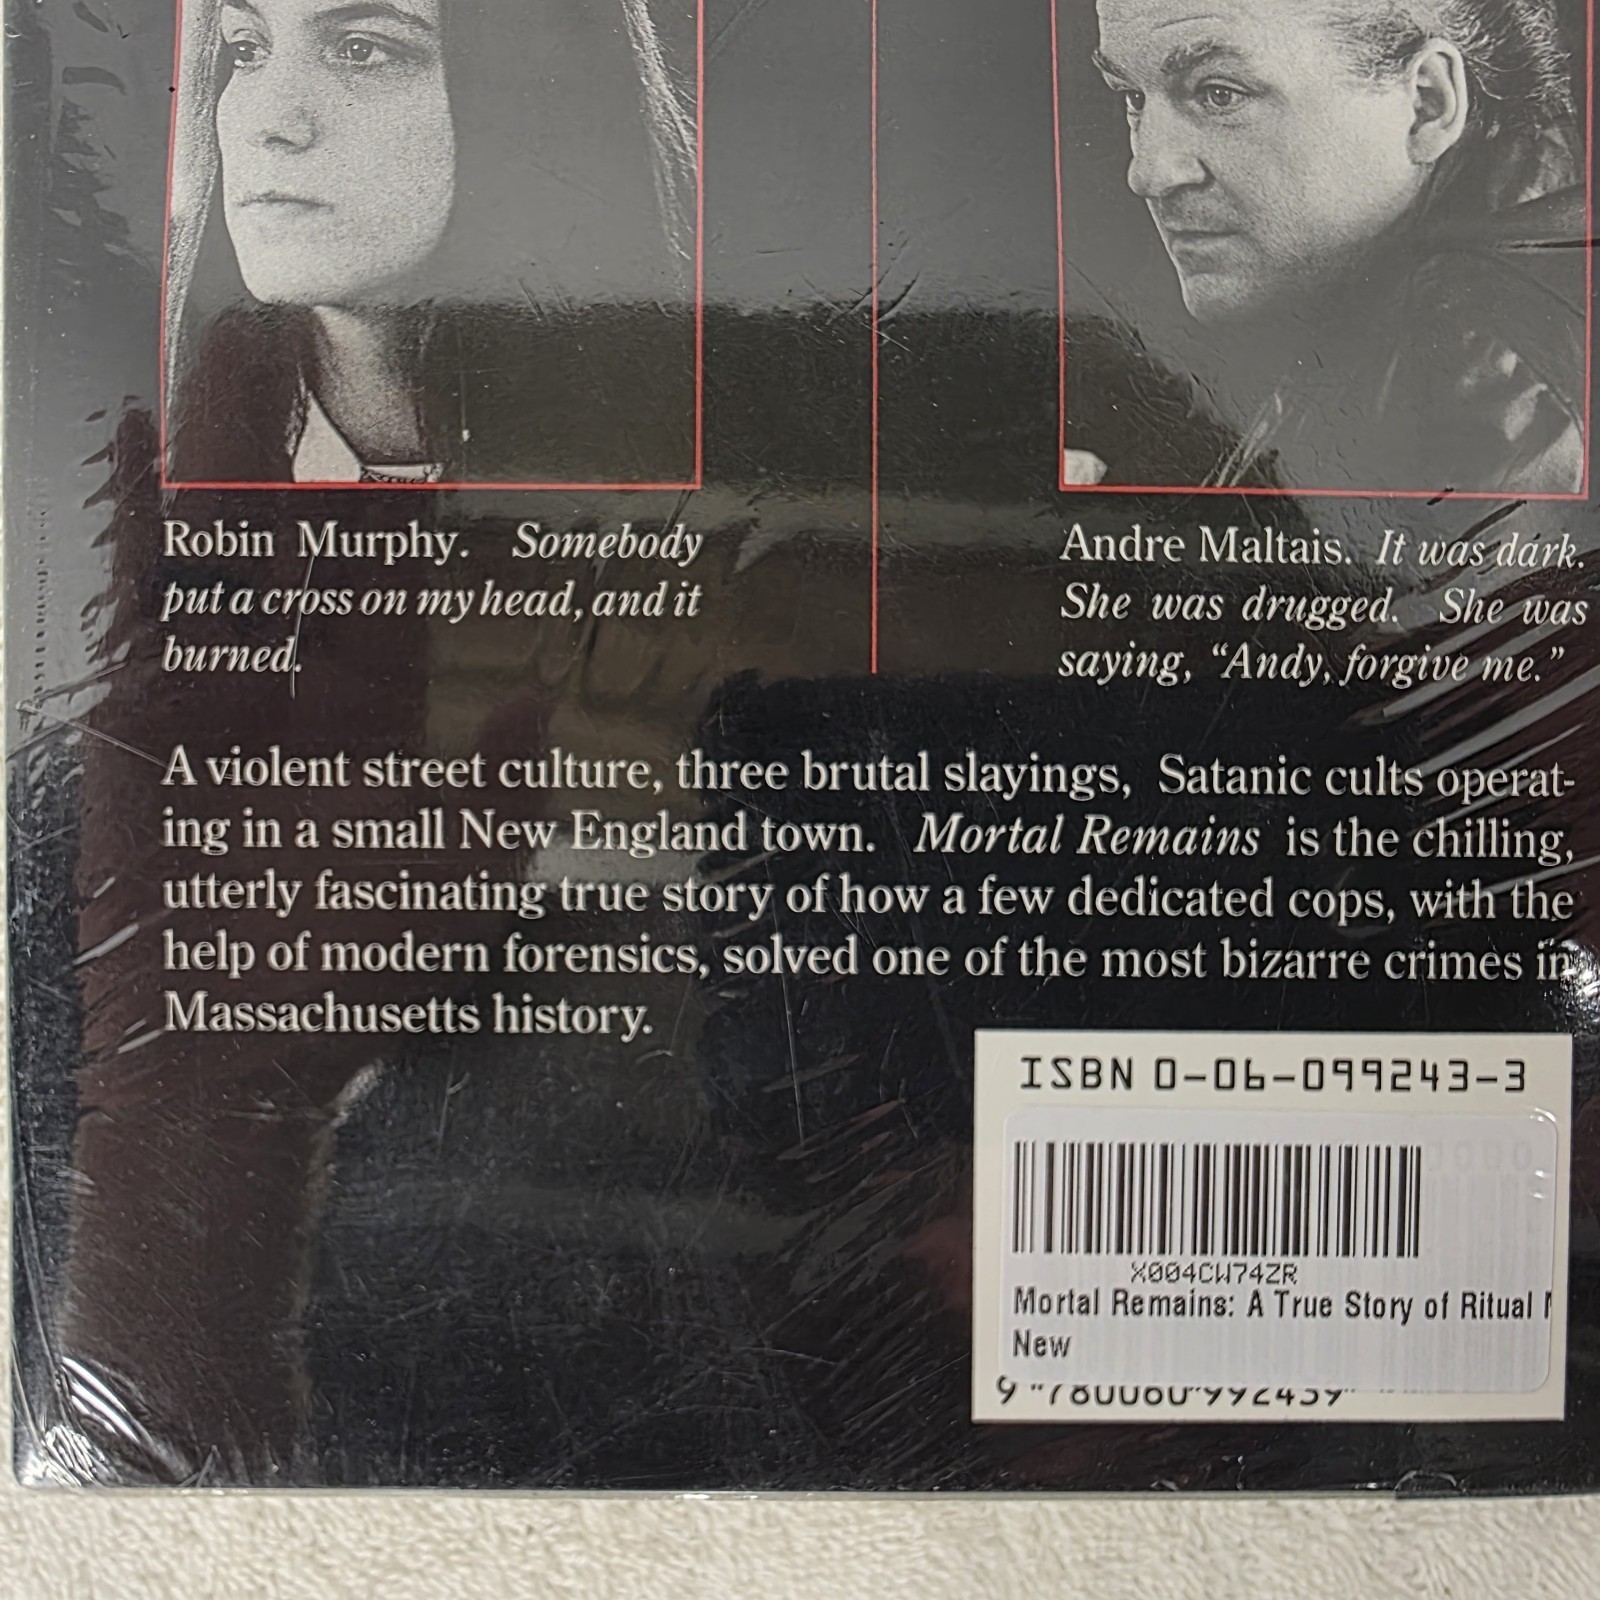 Robin Murphy. Somebody
put a cross on my head, and it
burned.
Andre Maltais. It was dark.
She was drugged. She was
saying, “Andy, forgive me.”
A violent street culture, three brutal slayings, Satanic cults operat-
ing in a small New England town. Mortal Remains is the chilling,
utterly fascinating true story of how a few dedicated cops, with the
help of modern forensics, solved one of the most bizarre crimes in
Massachusetts history.
ISBN 0-06-099243-3
X004CW74ZR
Mortal Remains: A True Story of Ritual
New
9 780060 992439